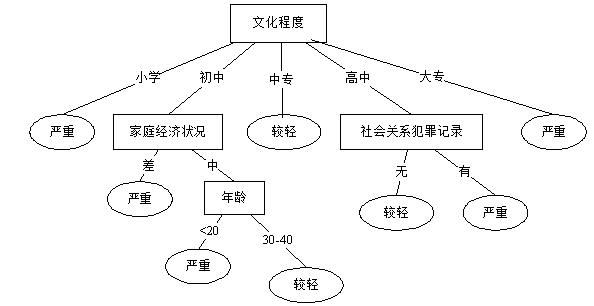 文化程度
小学
初中
中专
高中
大专
严重
家庭经济状况
较轻
社会关系犯罪记录
严重
差
中
无
有
严重
年龄
较轻
严重
<20
30-40
严重
较轻